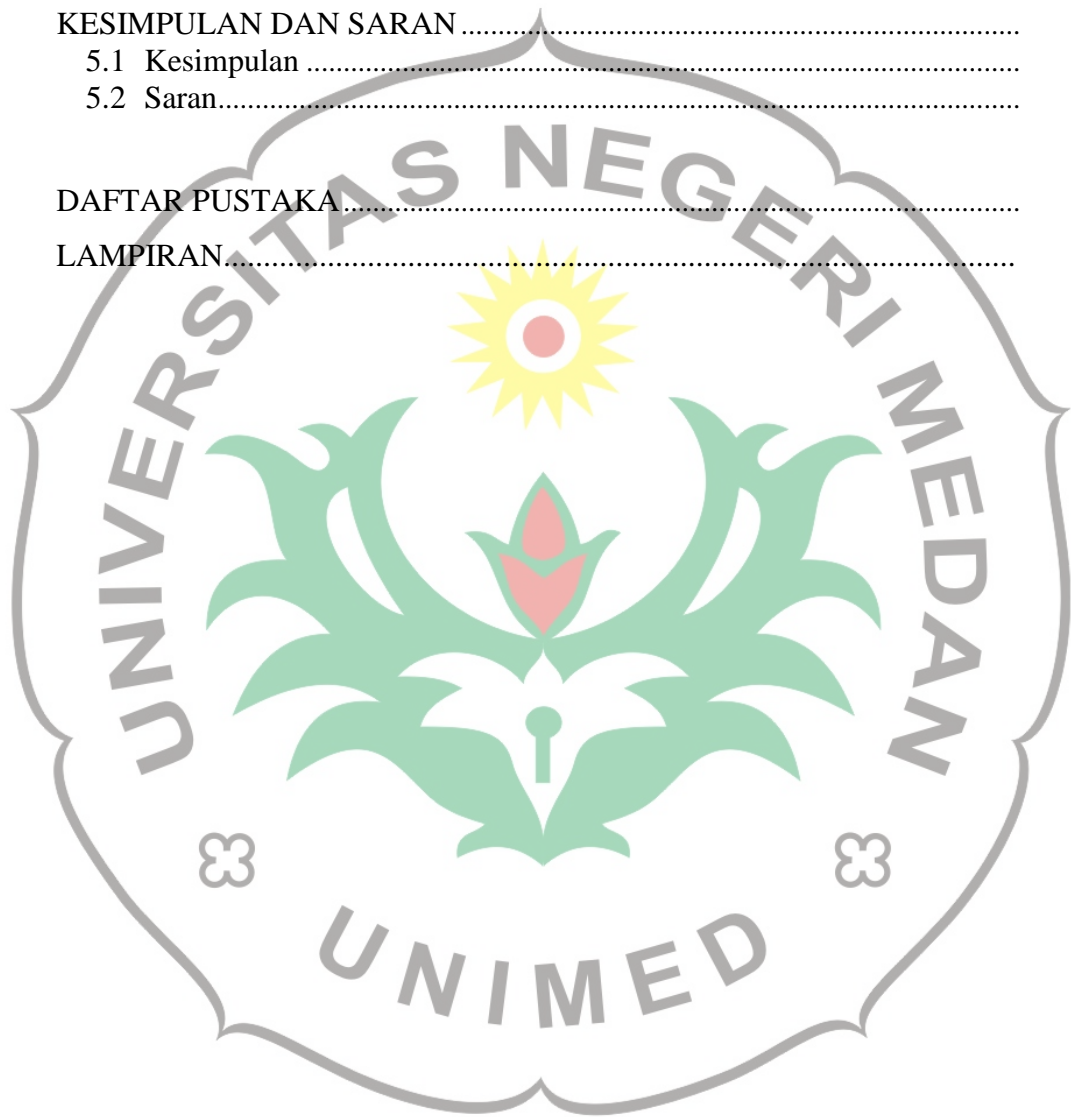 KESIMPULAN DAN SARAN ............................................................................
5.1 Kesimpulan .................................................................................................
5.2 Saran.............................................................................................................
DAFTAR PUSTAKA ............................................................................................
LAMPIRAN............................................................................................................
UNIVERSITAS NEGERI MEDAN
UNIMED